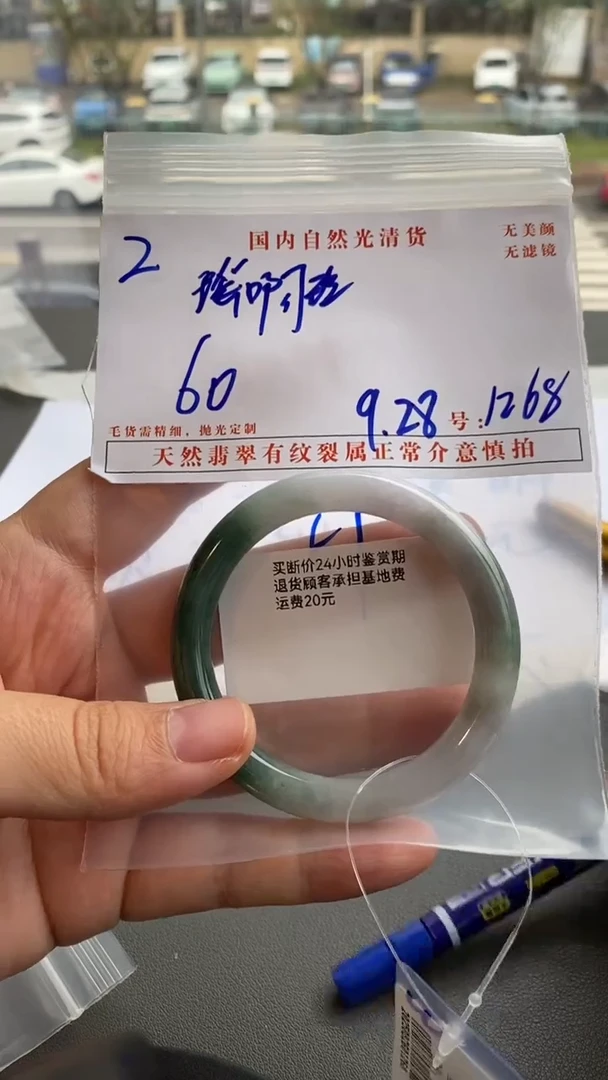 2
国内自然光清货
无美颜
无滤镜
60
9.28号:1268
毛货需精细，抛光定制
天然翡翠有纹裂属正常介意慎拍
买断价24小时鉴赏期
退货顾客承担基地费
运费20元